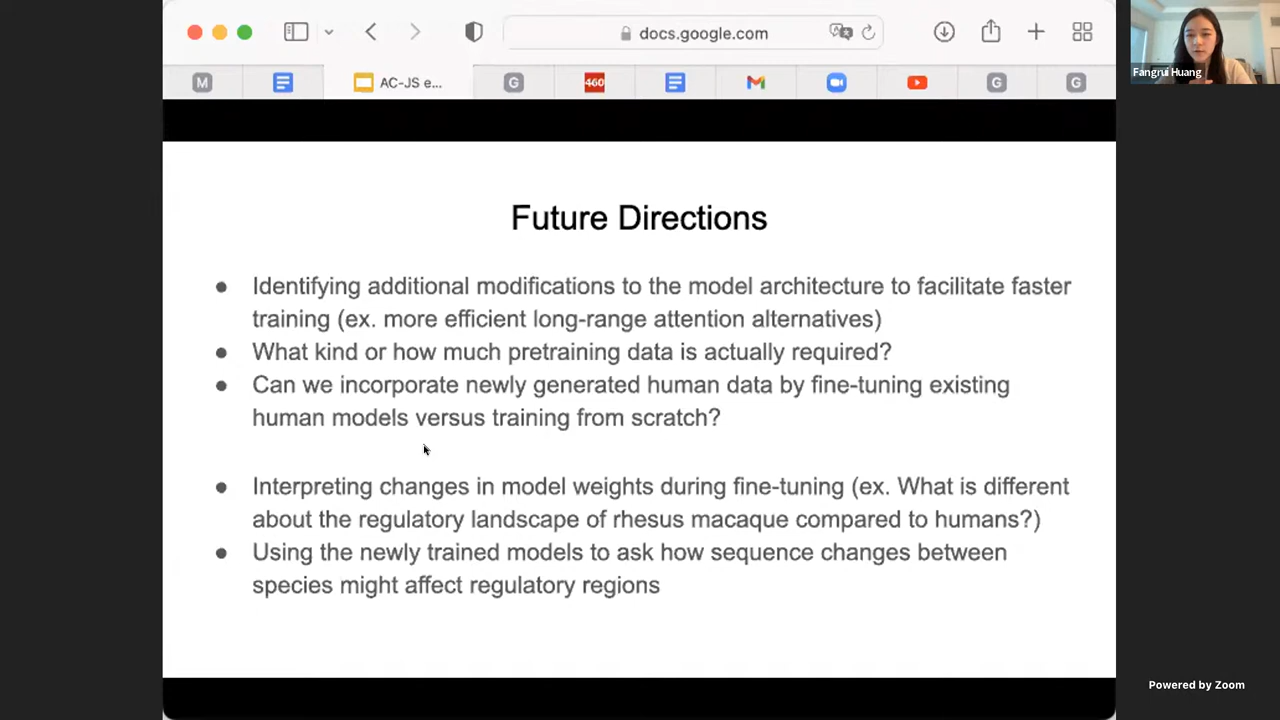 docs.google.com
M
AC-JS e...
G
460
G
G
Fangrui Huang
Future Directions
● Identifying additional modifications to the model architecture to facilitate faster
training (ex. more efficient long-range attention alternatives)
● What kind or how much pretraining data is actually required?
● Can we incorporate newly generated human data by fine-tuning existing
human models versus training from scratch?
● Interpreting changes in model weights during fine-tuning (ex. What is different
about the regulatory landscape of rhesus macaque compared to humans?)
● Using the newly trained models to ask how sequence changes between
species might affect regulatory regions
Powered by Zoom